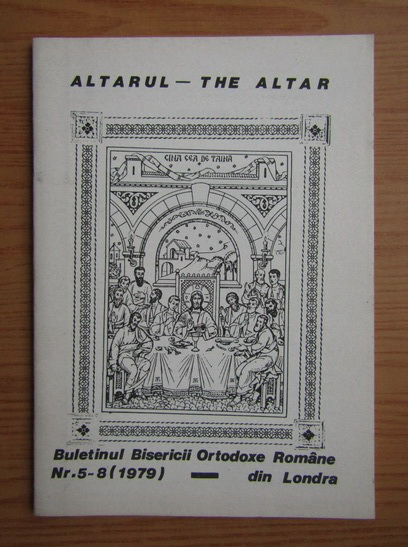 ALTARUL — THE ALTAR
CINA CEA DE TAINĂ
Buletinul Bisericii Ortodoxe Române
Nr.5-8(1979) — din Londra